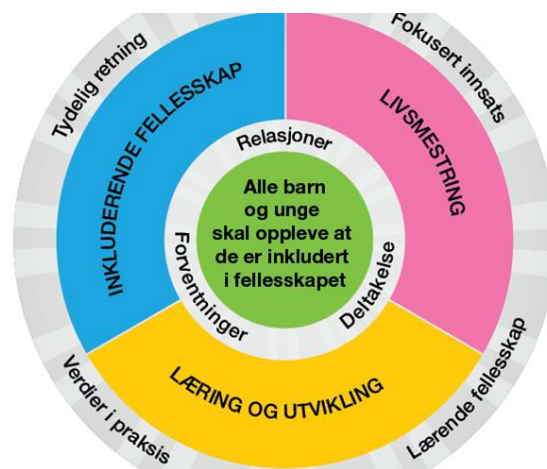 Tydelig retning
Fokusert innsats
INKLUDERENDE FELLESSKAP
LIVSMESTRING
Relasjoner
Alle barn
og unge
skal oppleve at
de er inkludert
i fellesskapet
Forventninger
Deltakelse
LÆRING OG UTVIKLING
Verdier i praksis
Lærende fellesskap